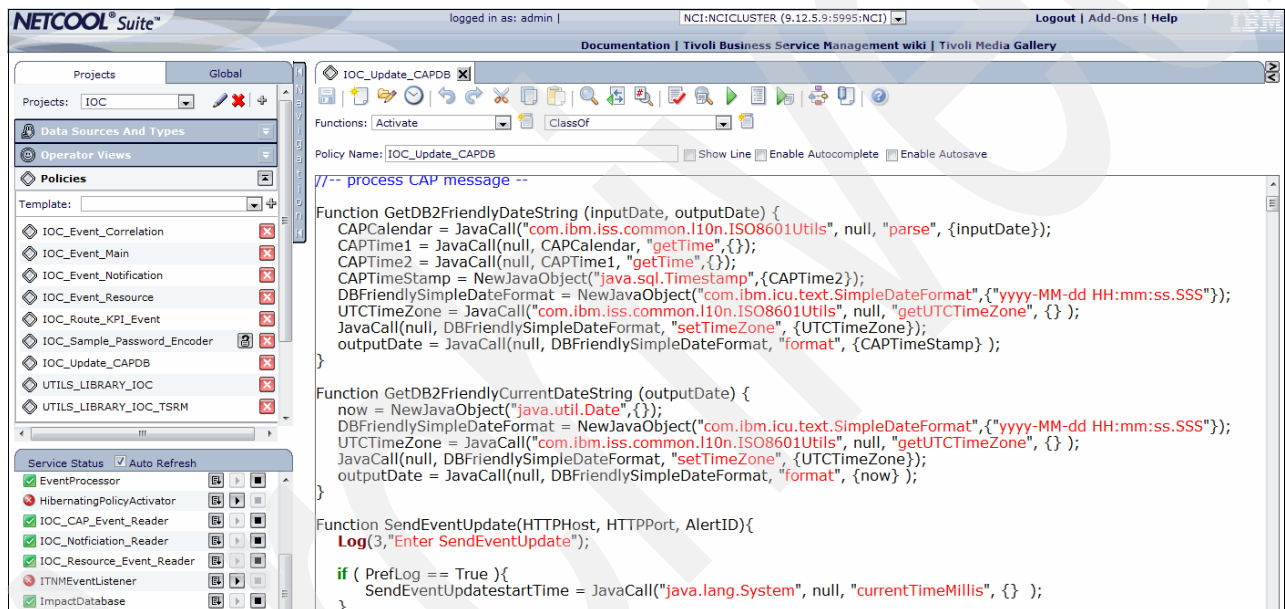 NETCOOL® Suite™
logged in as: admin |
NCI:NCICLUSTER (9.12.5.9:5995:NCI)
Logout | Add-Ons | Help
IBM
Documentation | Tivoli Business Service Management wiki | Tivoli Media Gallery
Projects Global
Projects: IOC
Data Sources And Types
Operator Views
Policies
Template:
IOC_Event_Correlation
IOC_Event_Main
IOC_Event_Notification
IOC_Event_Resource
IOC_Route_KPI_Event
IOC_Sample_Password_Encoder
IOC_Update_CAPDB
UTILS_LIBRARY_IOC
UTILS_LIBRARY_IOC_TSRM
Service Status Auto Refresh
EventProcessor
HibernatingPolicyActivator
IOC_CAP_Event_Reader
IOC_Notficiation_Reader
IOC_Resource_Event_Reader
ITNMEventListener
ImpactDatabase
Navigation
IOC_Update_CAPDB
Functions: Activate ClassOf
Policy Name: IOC_Update_CAPDB Show Line Enable Autocomplete Enable Autosave
//-- process CAP message --
Function GetDB2FriendlyDateString (inputDate, outputDate) {
CAPCalendar = JavaCall("com.ibm.iss.common.l10n.ISO8601Utils", null, "parse", {inputDate});
CAPTime1 = JavaCall(null, CAPCalendar, "getTime",{});
CAPTime2 = JavaCall(null, CAPTime1, "getTime",{});
CAPTimeStamp = NewJavaObject("java.sql.Timestamp",{CAPTime2});
DBFriendlySimpleDateFormat = NewJavaObject("com.ibm.icu.text.SimpleDateFormat",{"yyyy-MM-dd HH:mm:ss.SSS"});
UTCTimeZone = JavaCall("com.ibm.iss.common.l10n.ISO8601Utils", null, "getUTCTimeZone", {} );
JavaCall(null, DBFriendlySimpleDateFormat, "setTimeZone", {UTCTimeZone});
outputDate = JavaCall(null, DBFriendlySimpleDateFormat, "format", {CAPTimeStamp} );
}
Function GetDB2FriendlyCurrentDateString (outputDate) {
now = NewJavaObject("java.util.Date",{});
DBFriendlySimpleDateFormat = NewJavaObject("com.ibm.icu.text.SimpleDateFormat",{"yyyy-MM-dd HH:mm:ss.SSS"});
UTCTimeZone = JavaCall("com.ibm.iss.common.l10n.ISO8601Utils", null, "getUTCTimeZone", {} );
JavaCall(null, DBFriendlySimpleDateFormat, "setTimeZone", {UTCTimeZone});
outputDate = JavaCall(null, DBFriendlySimpleDateFormat, "format", {now} );
}
Function SendEventUpdate(HTTPHost, HTTPPort, AlertID){
Log(3,"Enter SendEventUpdate");
if ( PrefLog == True ){
SendEventUpdatestartTime = JavaCall("java.lang.System", null, "currentTimeMillis", {} );
}